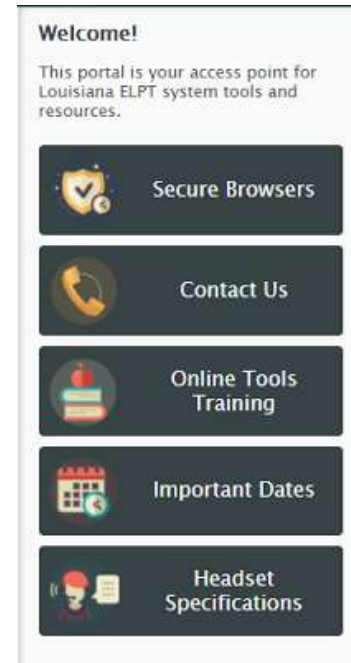 Welcome!
This portal is your access point for
Louisiana ELPT system tools and
resources.
Secure Browsers
Contact Us
Online Tools
Training
Important Dates
Headset
Specifications